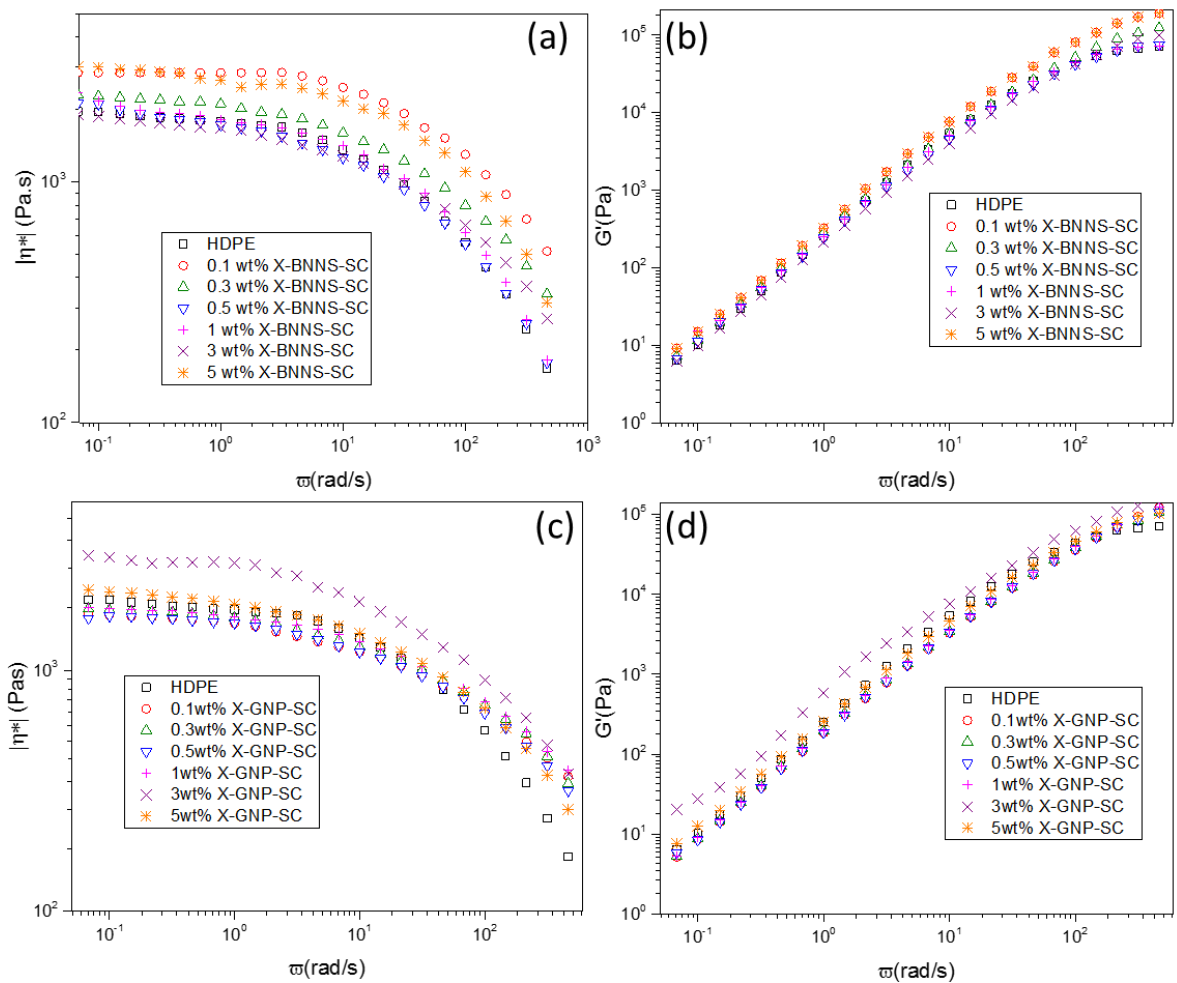 (a)
|η*| (Pa.s)
10³
10²
HDPE
0.1 wt% X-BNNS-SC
0.3 wt% X-BNNS-SC
0.5 wt% X-BNNS-SC
1 wt% X-BNNS-SC
3 wt% X-BNNS-SC
5 wt% X-BNNS-SC
10⁻¹ 10⁰ 10¹ 10² 10³
ϖ(rad/s)
(b)
G'(Pa)
10⁵
10⁴
10³
10²
10¹
10⁰
HDPE
0.1 wt% X-BNNS-SC
0.3 wt% X-BNNS-SC
0.5 wt% X-BNNS-SC
1 wt% X-BNNS-SC
3 wt% X-BNNS-SC
5 wt% X-BNNS-SC
10⁻¹ 10⁰ 10¹ 10²
ϖ(rad/s)
(c)
|η*| (Pas)
10³
10²
HDPE
0.1wt% X-GNP-SC
0.3wt% X-GNP-SC
0.5wt% X-GNP-SC
1wt% X-GNP-SC
3wt% X-GNP-SC
5wt% X-GNP-SC
10⁻¹ 10⁰ 10¹ 10²
ϖ(rad/s)
(d)
G'(Pa)
10⁵
10⁴
10³
10²
10¹
10⁰
HDPE
0.1wt% X-GNP-SC
0.3wt% X-GNP-SC
0.5wt% X-GNP-SC
1wt% X-GNP-SC
3wt% X-GNP-SC
5wt% X-GNP-SC
10⁻¹ 10⁰ 10¹ 10²
ϖ(rad/s)